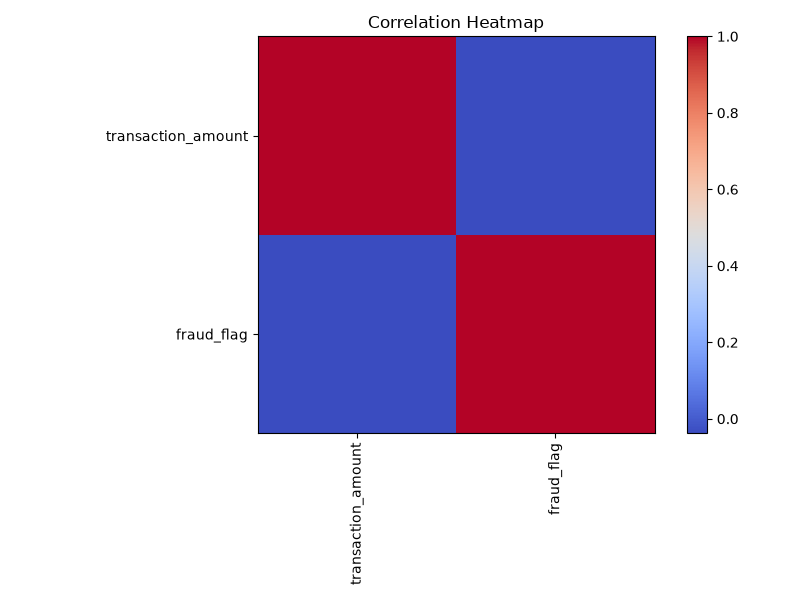 Correlation Heatmap
transaction_amount
fraud_flag
transaction_amount
fraud_flag
1.0
0.8
0.6
0.4
0.2
0.0